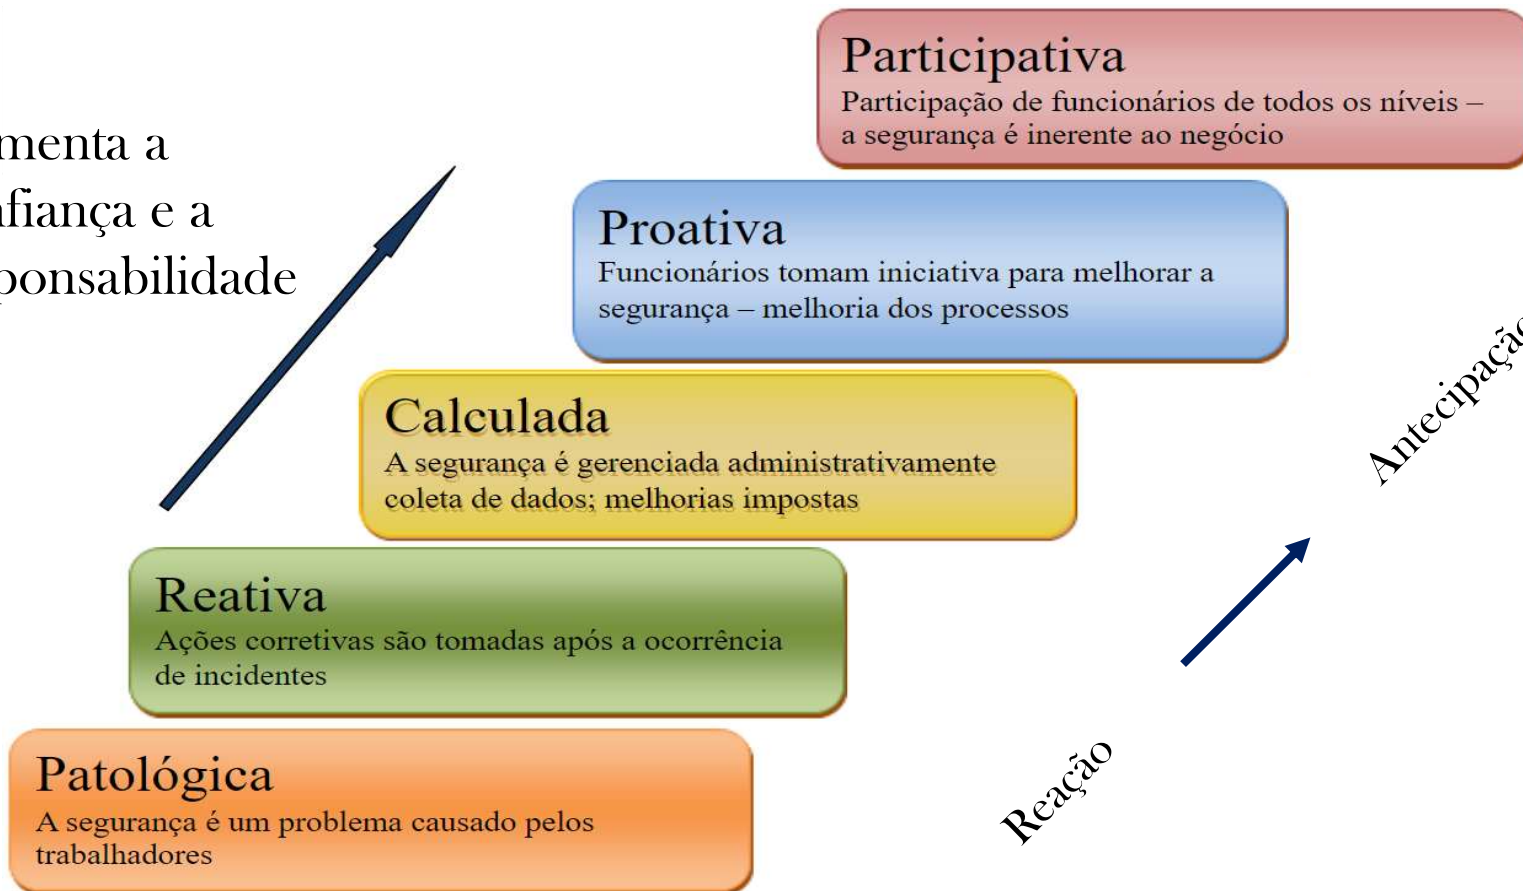 Participativa
Participação de funcionários de todos os níveis –
a segurança é inerente ao negócio
menta a
fiança e a
ponsabilidade
Proativa
Funcionários tomam iniciativa para melhorar a
segurança – melhoria dos processos
Calculada
A segurança é gerenciada administrativamente
coleta de dados; melhorias impostas
Antecipação
Reativa
Ações corretivas são tomadas após a ocorrência
de incidentes
Reação
Patológica
A segurança é um problema causado pelos
trabalhadores